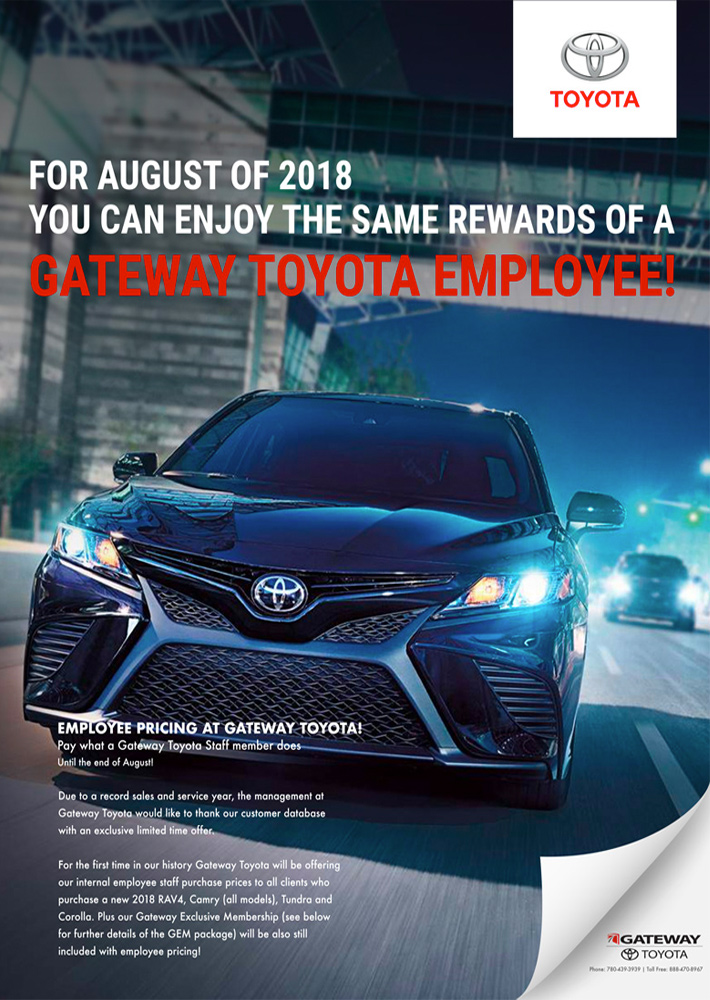 TOYOTA
FOR AUGUST OF 2018
YOU CAN ENJOY THE SAME REWARDS OF A
GATEWAY TOYOTA EMPLOYEE!
EMPLOYEE PRICING AT GATEWAY TOYOTA!
Pay what a Gateway Toyota Staff member does
Until the end of August!
Due to a record sales and service year, the management at
Gateway Toyota would like to thank our customer database
with an exclusive limited time offer.
For the first time in our history Gateway Toyota will be offering
our internal employee staff purchase prices to all clients who
purchase a new 2018 RAV4, Camry (all models), Tundra and
Corolla. Plus our Gateway Exclusive Membership (see below
for further details of the GEM package) will be also still
included with employee pricing!
GATEWAY
TOYOTA
Phone: 780-439-3939 | Toll Free: 888-470-8967